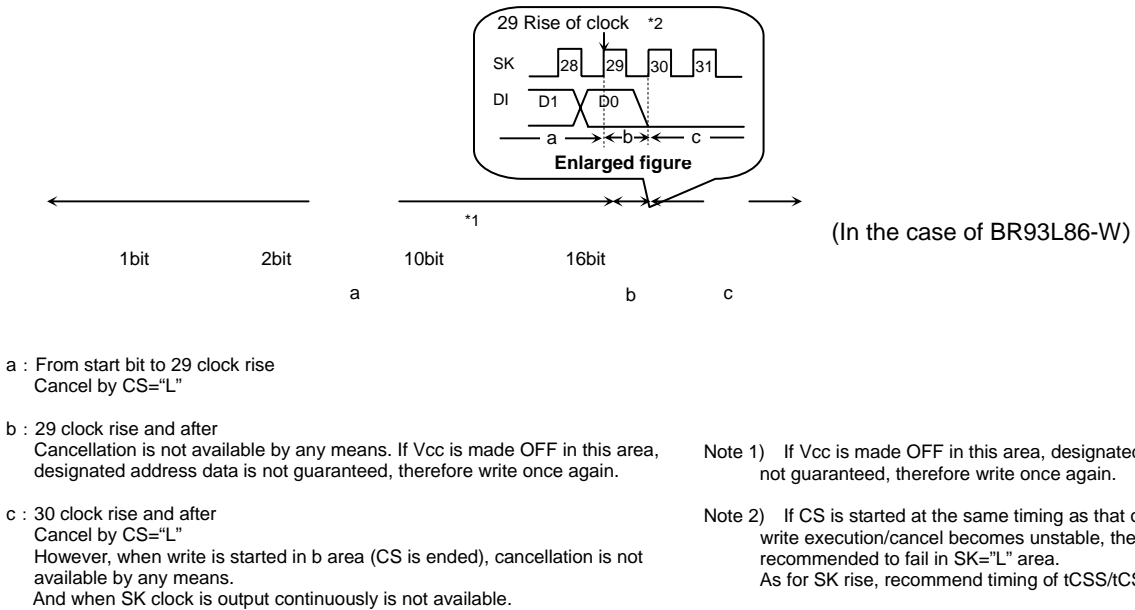 29 Rise of clock *2
SK 28 29 30 31
DI D1 D0
a b c
Enlarged figure
*1
(In the case of BR93L86-W)
1bit 2bit 10bit 16bit
a b c
a : From start bit to 29 clock rise
Cancel by CS="L"
b : 29 clock rise and after
Cancellation is not available by any means. If Vcc is made OFF in this area,
designated address data is not guaranteed, therefore write once again.
c : 30 clock rise and after
Cancel by CS="L"
However, when write is started in b area (CS is ended), cancellation is not
available by any means.
And when SK clock is output continuously is not available.
Note 1) If Vcc is made OFF in this area, designated
not guaranteed, therefore write once again.
Note 2) If CS is started at the same timing as that
write execution/cancel becomes unstable, the
recommended to fail in SK="L" area.
As for SK rise, recommend timing of